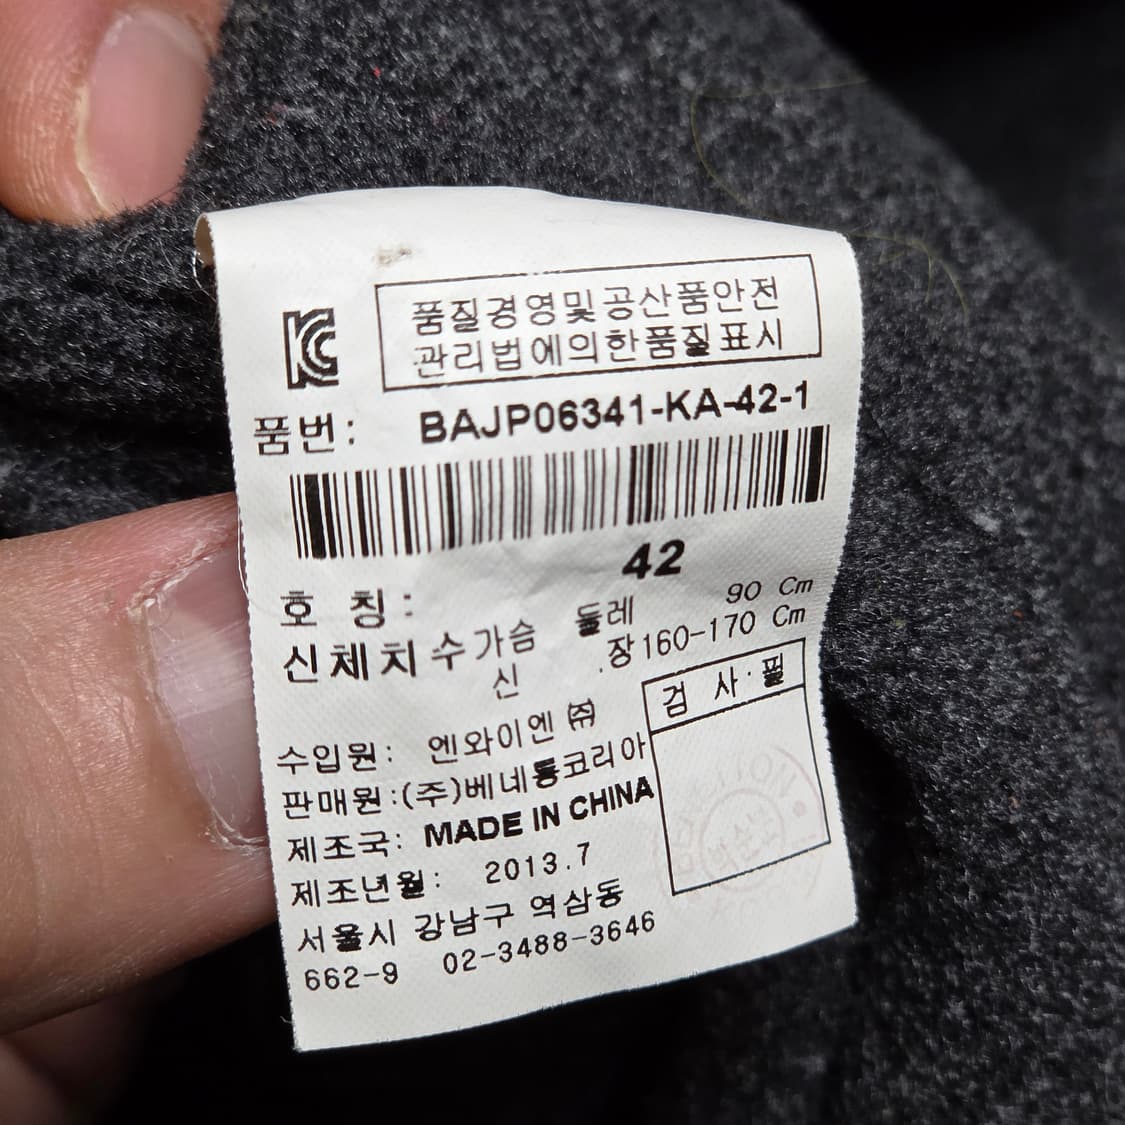 KC
품질경영및공산품안전
관리법에의한품질표시
품번: BAJP06341-KA-42-1
호 칭: 42
신체치수 가슴 둘레 90 Cm
신 장 160-170 Cm
검 사 필
수입원: 엔와이엔 ㈜
판매원:(주)베네통코리아
제조국: MADE IN CHINA
제조년월: 2013.7
서울시 강남구 역삼동
662-9 02-3488-3646